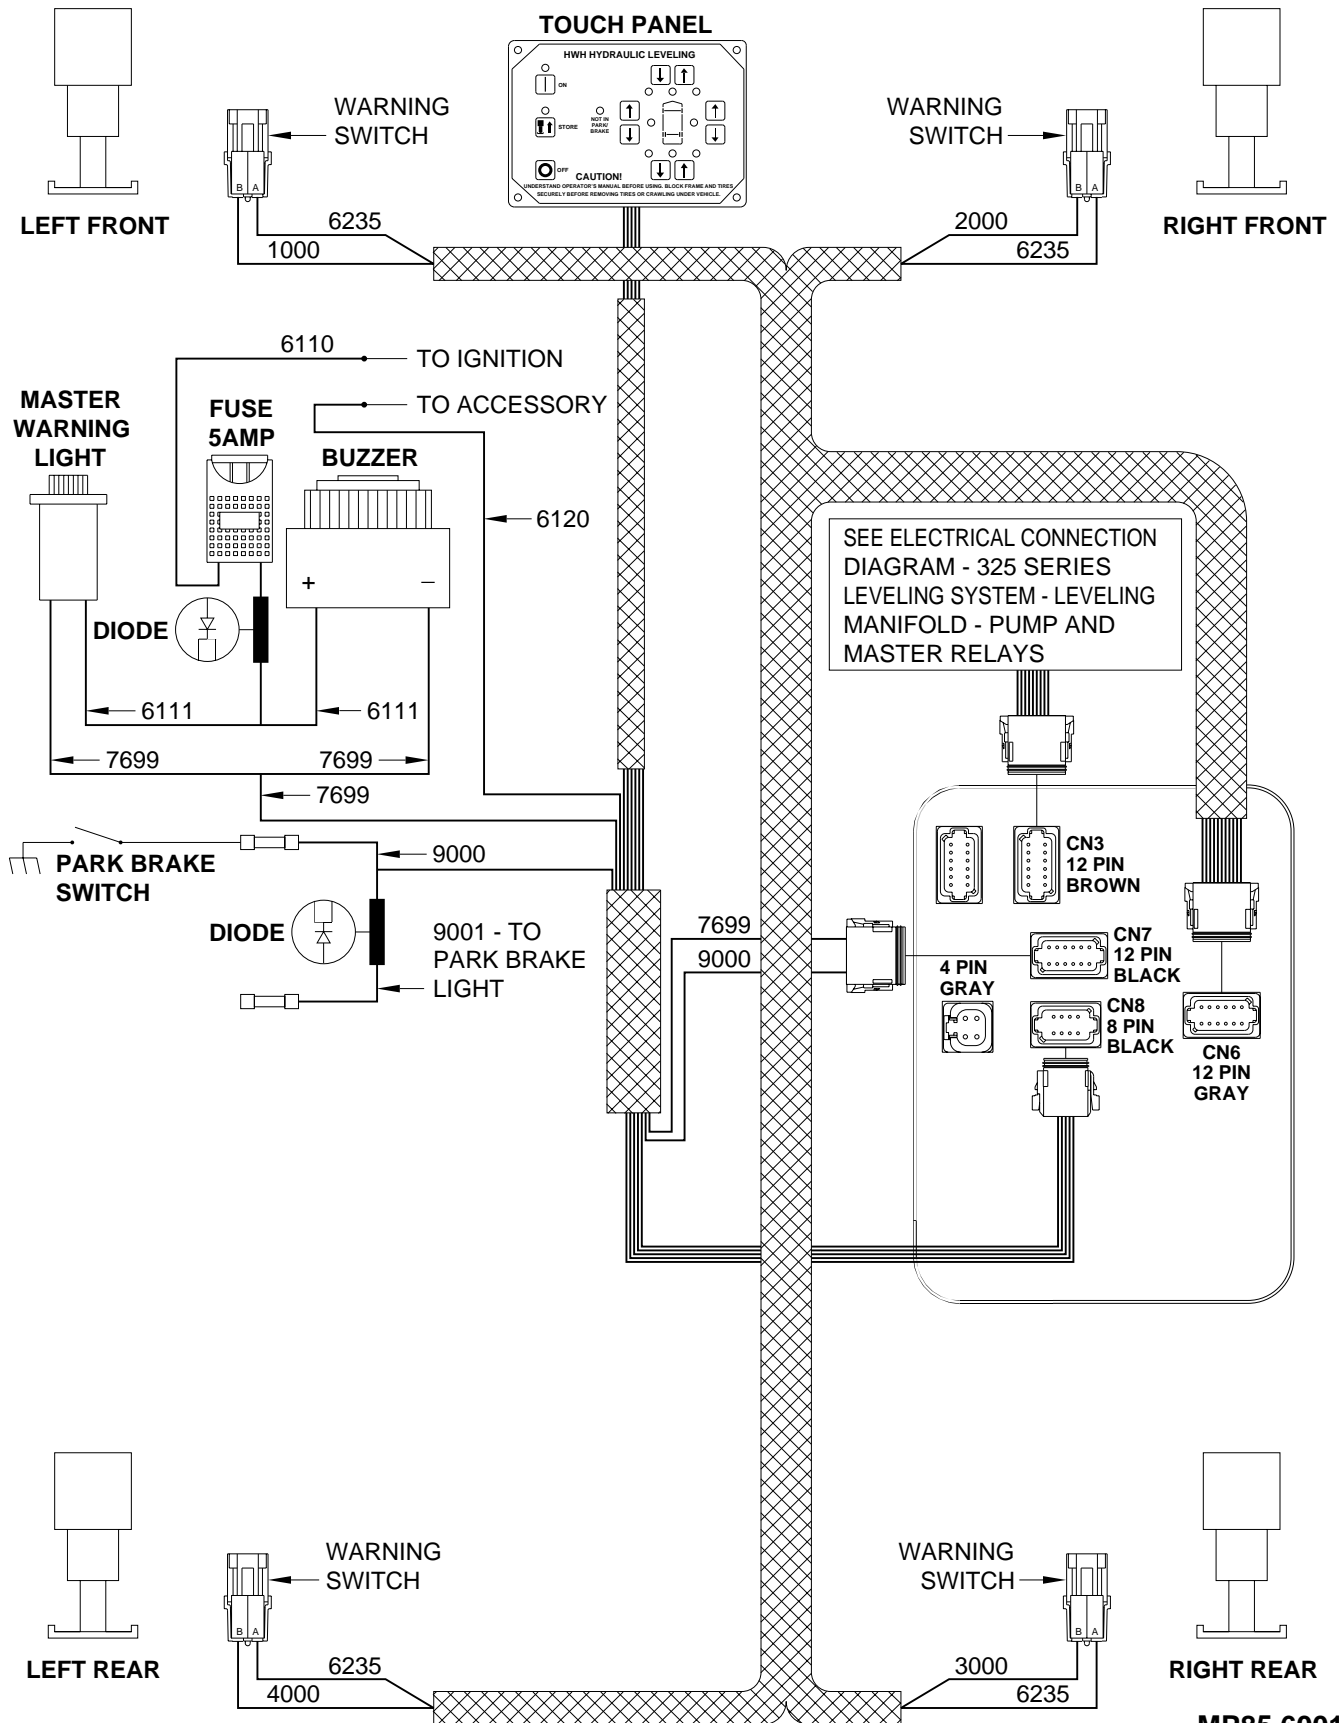 TOUCH PANEL
HWH HYDRAULIC LEVELING
ON
STORE
NOT IN
PARK/
BRAKE
OFF
CAUTION!
UNDERSTAND OPERATOR'S MANUAL BEFORE USING. BLOCK FRAME AND TIRES
SECURELY BEFORE REMOVING TIRES OR CRAWLING UNDER VEHICLE.
WARNING
SWITCH
B A
LEFT FRONT
6235
1000
WARNING
SWITCH
B A
RIGHT FRONT
2000
6235
6110
TO IGNITION
TO ACCESSORY
MASTER
WARNING
LIGHT
FUSE
5AMP
BUZZER
+ −
6120
DIODE
6111
6111
7699
7699
7699
SEE ELECTRICAL CONNECTION
DIAGRAM - 325 SERIES
LEVELING SYSTEM - LEVELING
MANIFOLD - PUMP AND
MASTER RELAYS
PARK BRAKE
SWITCH
9000
DIODE
9001 - TO
PARK BRAKE
LIGHT
7699
9000
CN3
12 PIN
BROWN
CN7
12 PIN
BLACK
4 PIN
GRAY
CN8
8 PIN
BLACK
CN6
12 PIN
GRAY
WARNING
SWITCH
B A
LEFT REAR
6235
4000
WARNING
SWITCH
B A
RIGHT REAR
3000
6235